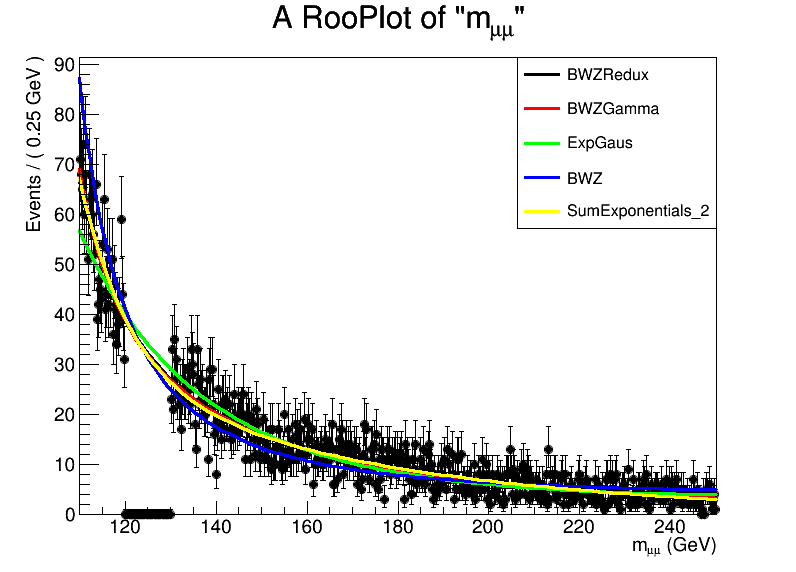 A RooPlot of "mμμ"
Events / ( 0.25 GeV )
90
80
70
60
50
40
30
20
10
0
BWZRedux
BWZGamma
ExpGaus
BWZ
SumExponentials_2
120 140 160 180 200 220 240
mμμ (GeV)